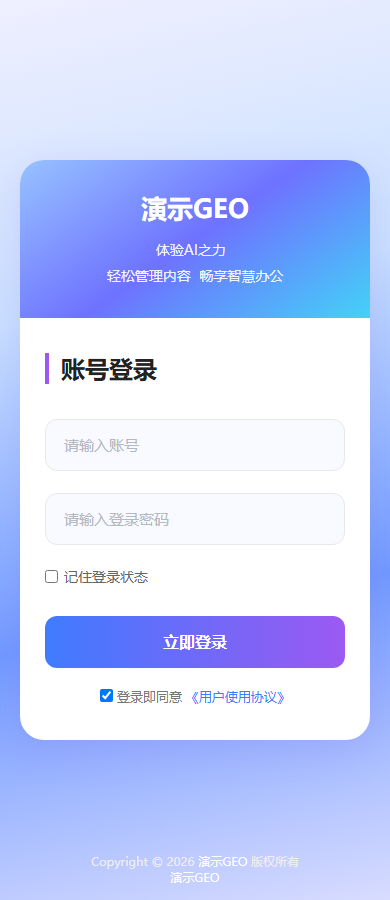 演示GEO
体验AI之力
轻松管理内容 畅享智慧办公
账号登录
请输入账号
请输入登录密码
记住登录状态
立即登录
登录即同意 《用户使用协议》
Copyright © 2026 演示GEO 版权所有
演示GEO